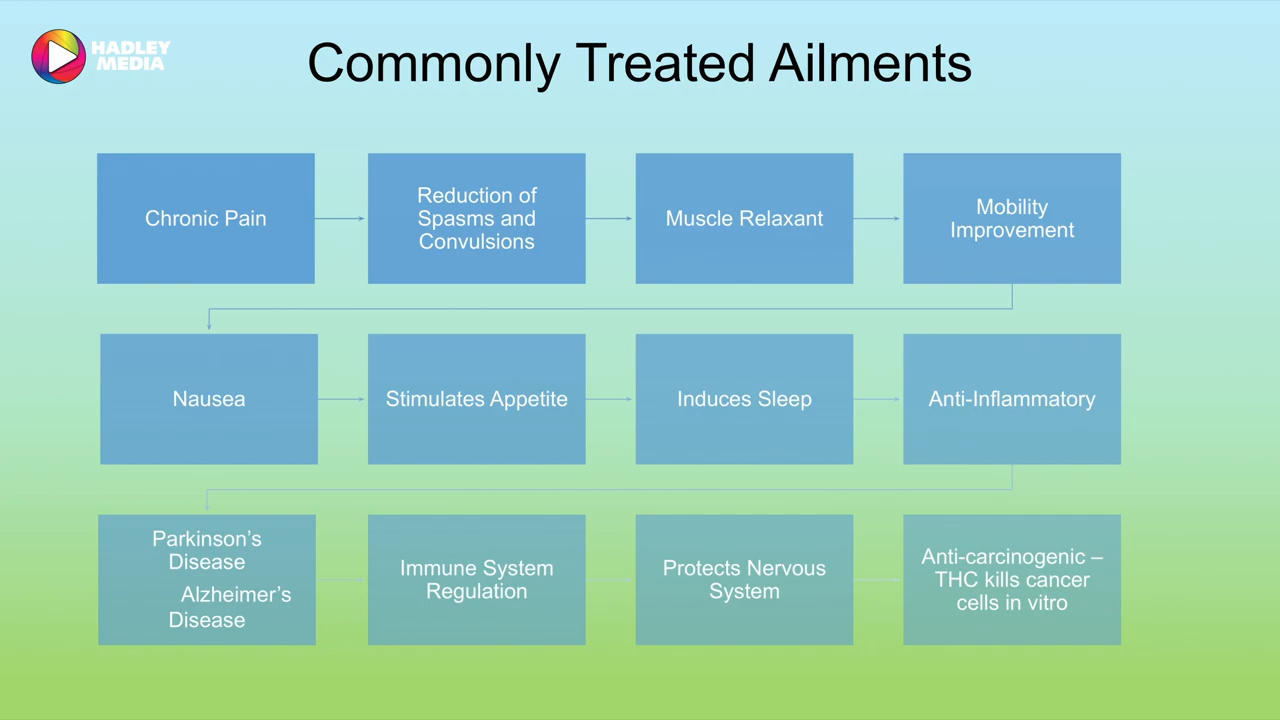 HADLEY
MEDIA
Commonly Treated Ailments
Chronic Pain
Reduction of
Spasms and
Convulsions
Muscle Relaxant
Mobility
Improvement
Nausea
Stimulates Appetite
Induces Sleep
Anti-Inflammatory
Parkinson’s
Disease
Alzheimer’s
Disease
Immune System
Regulation
Protects Nervous
System
Anti-carcinogenic –
THC kills cancer
cells in vitro